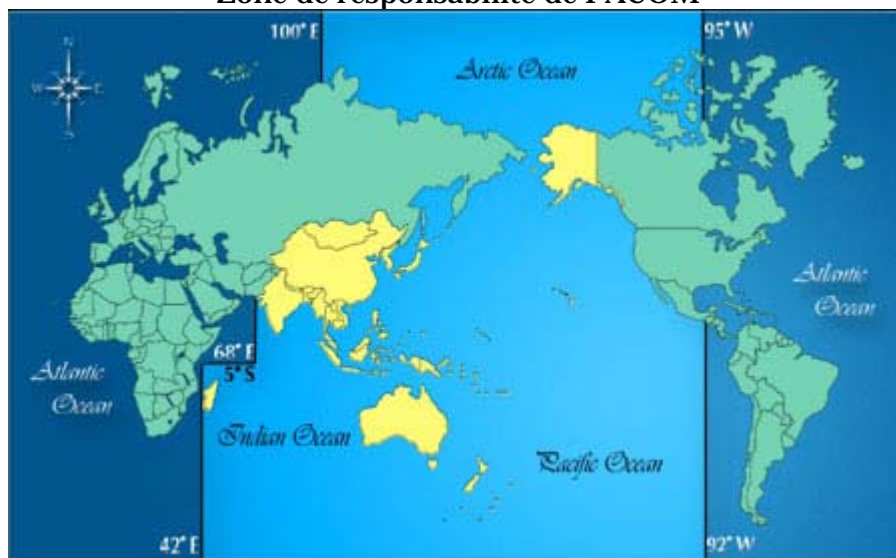 Zone de responsabilité de PACOM
100° E
95° W
N
W
E
S
Arctic Ocean
Atlantic
Ocean
68° E
5° S
Atlantic
Ocean
Indian Ocean
Pacific Ocean
42° E
92° W